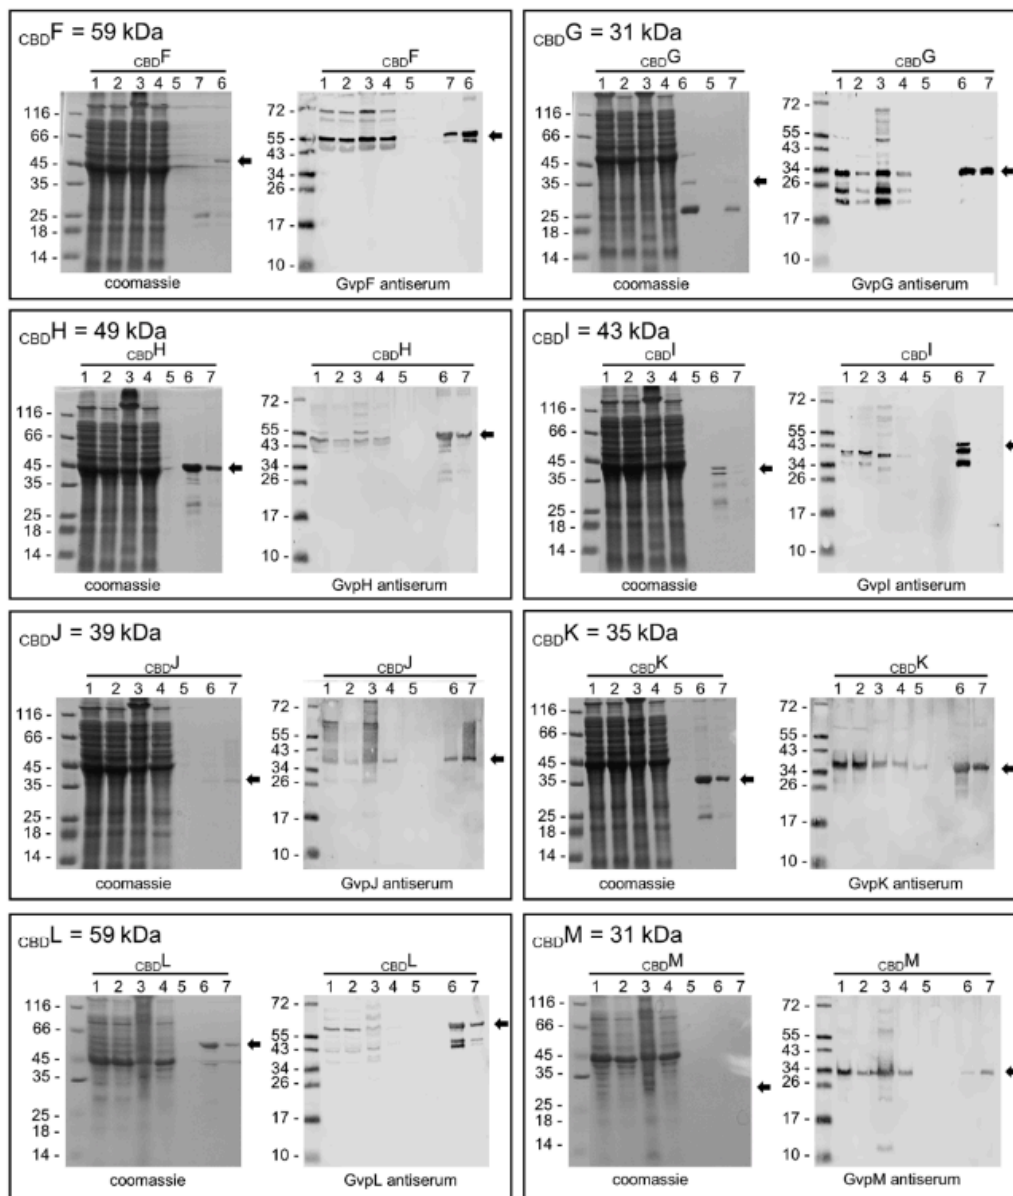 CBDF = 59 kDa
CBDF
1 2 3 4 5 7 6
116 -
66 -
45 -
35 -
25 -
18 -
14 -
coomassie
CBDF
1 2 3 4 5 7 6
72 -
55 -
43 -
34 -
26 -
17 -
10 -
GvpF antiserum
CBDG = 31 kDa
CBDG
1 2 3 4 6 5 7
116 -
66 -
45 -
35 -
25 -
18 -
14 -
coomassie
CBDG
1 2 3 4 5 6 7
72 -
55 -
43 -
34 -
26 -
17 -
10 -
GvpG antiserum
CBDH = 49 kDa
CBDH
1 2 3 4 5 6 7
116 -
66 -
45 -
35 -
25 -
18 -
14 -
coomassie
CBDH
1 2 3 4 5 6 7
72 -
55 -
43 -
34 -
26 -
17 -
10 -
GvpH antiserum
CBDI = 43 kDa
CBDI
1 2 3 4 5 6 7
116 -
66 -
45 -
35 -
25 -
18 -
14 -
coomassie
CBDI
1 2 3 4 5 6 7
72 -
55 -
43 -
34 -
26 -
17 -
10 -
GvpI antiserum
CBDJ = 39 kDa
CBDJ
1 2 3 4 5 6 7
116 -
66 -
45 -
35 -
25 -
18 -
14 -
coomassie
CBDJ
1 2 3 4 5 6 7
72 -
55 -
43 -
34 -
26 -
17 -
10 -
GvpJ antiserum
CBDK = 35 kDa
CBDK
1 2 3 4 5 6 7
116 -
66 -
45 -
35 -
25 -
18 -
14 -
coomassie
CBDK
1 2 3 4 5 6 7
72 -
55 -
43 -
34 -
26 -
17 -
10 -
GvpK antiserum
CBDL = 59 kDa
CBDL
1 2 3 4 5 6 7
116 -
66 -
45 -
35 -
25 -
18 -
14 -
coomassie
CBDL
1 2 3 4 5 6 7
72 -
55 -
43 -
34 -
26 -
17 -
10 -
GvpL antiserum
CBDM = 31 kDa
CBDM
1 2 3 4 5 6 7
116 -
66 -
45 -
35 -
25 -
18 -
14 -
coomassie
CBDM
1 2 3 4 5 6 7
72 -
55 -
43 -
34 -
26 -
17 -
10 -
GvpM antiserum